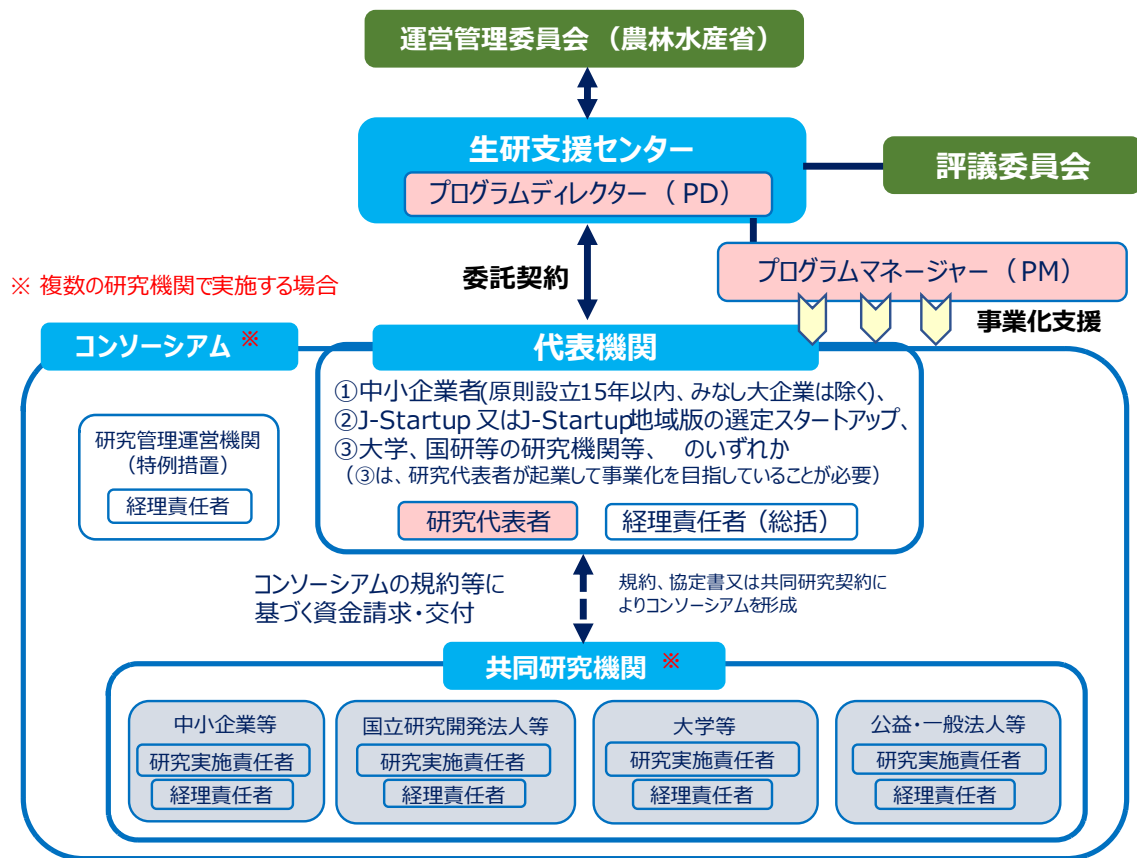 運営管理委員会（農林水産省）
生研支援センター
プログラムディレクター（PD）
評議委員会
委託契約
プログラムマネージャー（PM）
事業化支援
※ 複数の研究機関で実施する場合
コンソーシアム ※
代表機関
①中小企業者(原則設立15年以内、みなし大企業は除く)、
②J-Startup 又はJ-Startup地域版の選定スタートアップ、
③大学、国研等の研究機関等、 のいずれか
（③は、研究代表者が起業して事業化を目指していることが必要）
研究代表者
経理責任者（総括）
研究管理運営機関
（特例措置）
経理責任者
コンソーシアムの規約等に
基づく資金請求・交付
規約、協定書又は共同研究契約に
よりコンソーシアムを形成
共同研究機関 ※
中小企業等
研究実施責任者
経理責任者
国立研究開発法人等
研究実施責任者
経理責任者
大学等
研究実施責任者
経理責任者
公益・一般法人等
研究実施責任者
経理責任者